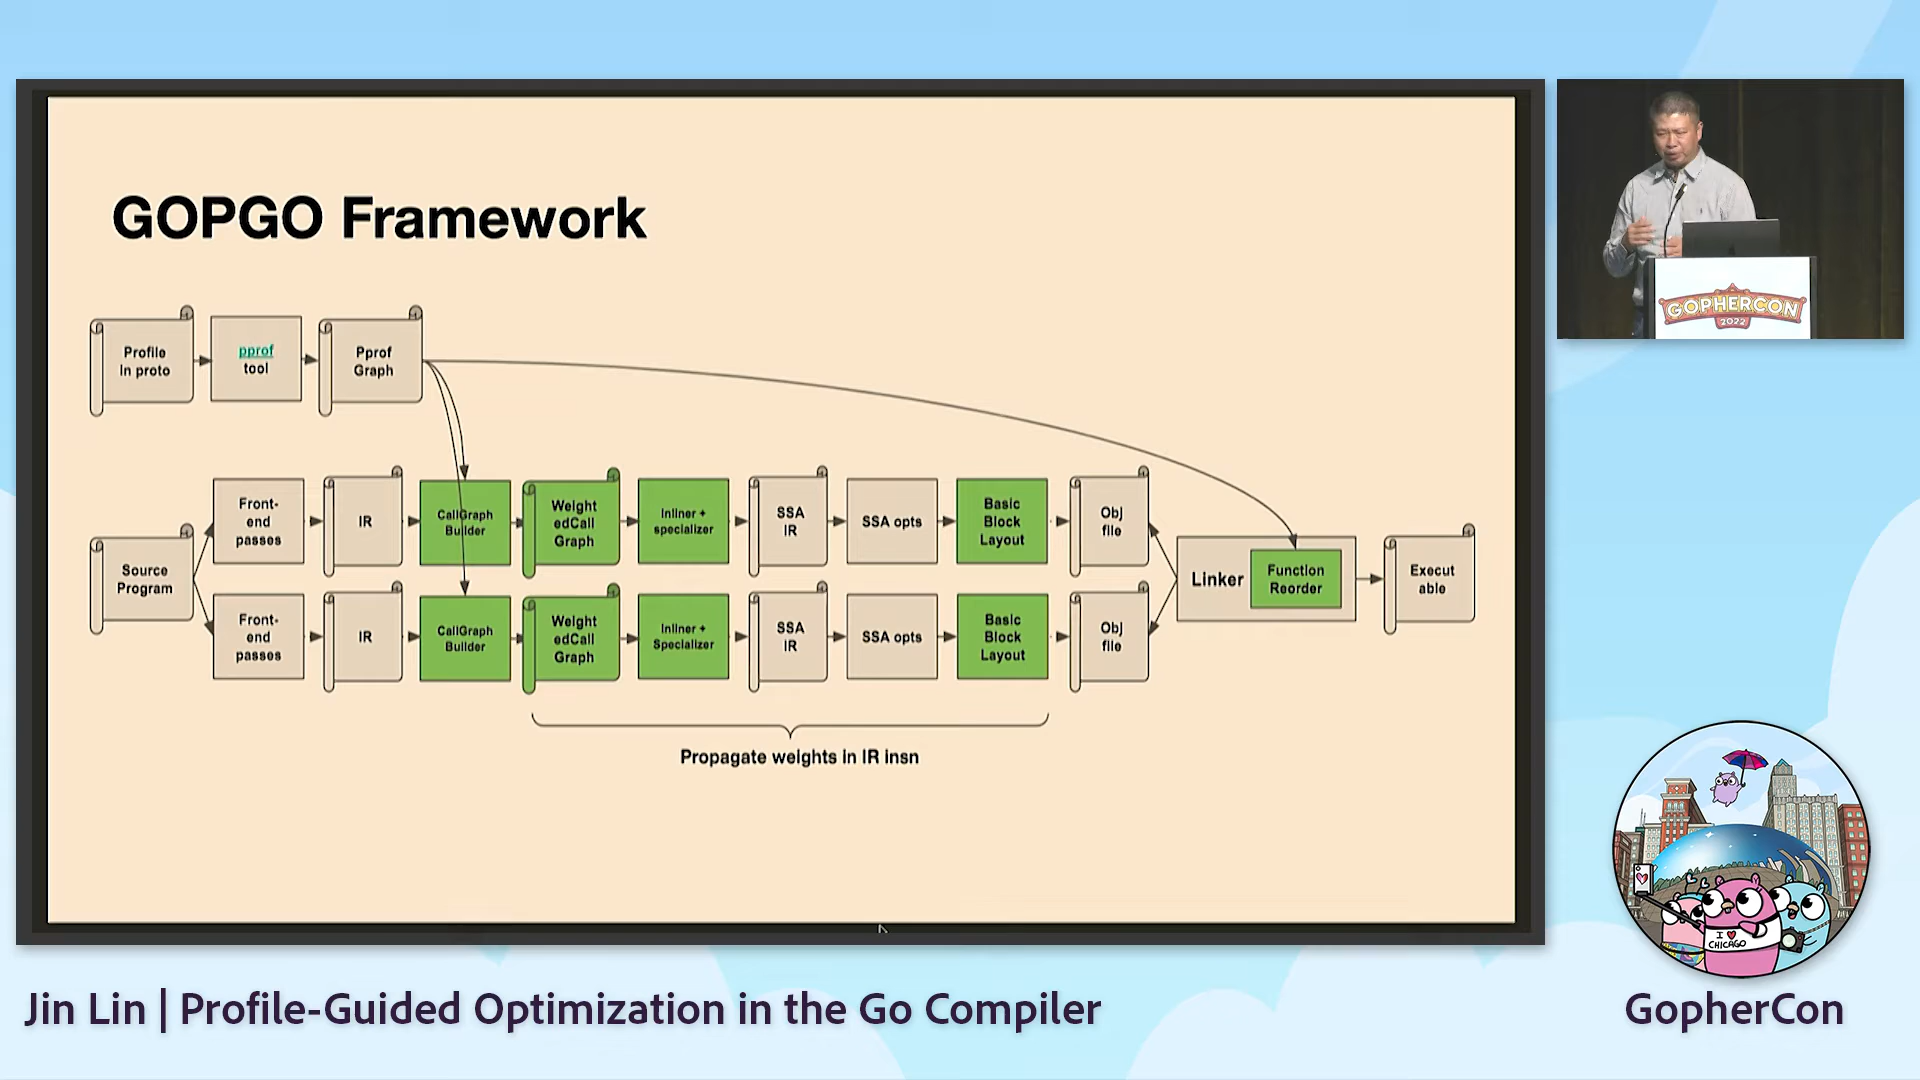 GOPGO Framework
Profile
in proto
pprof
tool
Pprof
Graph
Source
Program
Front-
end
passes
IR
CallGraph
Builder
Weight
edCall
Graph
Inliner +
specializer
SSA
IR
SSA opts
Basic
Block
Layout
Obj
file
Front-
end
passes
IR
CallGraph
Builder
Weight
edCall
Graph
Inliner +
Specializer
SSA
IR
SSA opts
Basic
Block
Layout
Obj
file
Linker
Function
Reorder
Execut
able
Propagate weights in IR insn
GOPHERCON
2022
I ♥
CHICAGO
Jin Lin | Profile-Guided Optimization in the Go Compiler
GopherCon